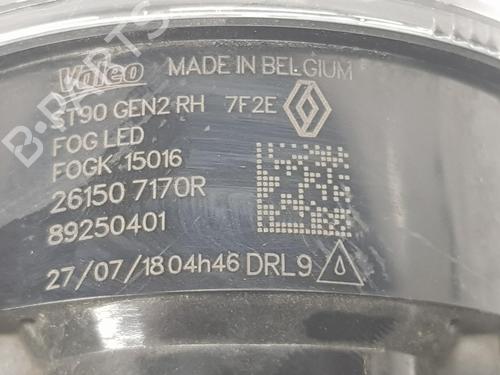 Valeo MADE IN BELGIUM
ST90 GEN2 RH 7F2E
FOG LED
FOGK 15016
26150 7170R
89250401
27/07/18 04h46 DRL9
B-PARTS